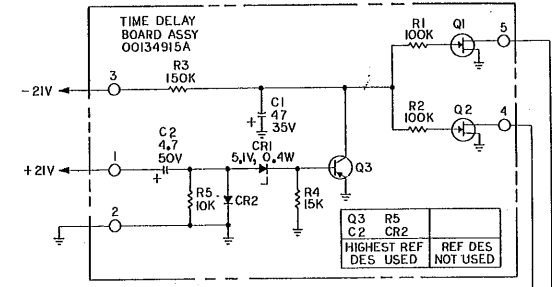 TIME DELAY
BOARD ASSY
00134915A
R1
100K
Q1
5
3
R3
150K
-21V
C1
47
35V
+
R2
100K
Q2
4
C2
4.7
50V
+
CR1
5.1V, 0.4W
+21V
1
Q3
R5
10K
CR2
R4
15K
2
Q3 R5
C2 CR2
HIGHEST REF
DES USED
REF DES
NOT USED